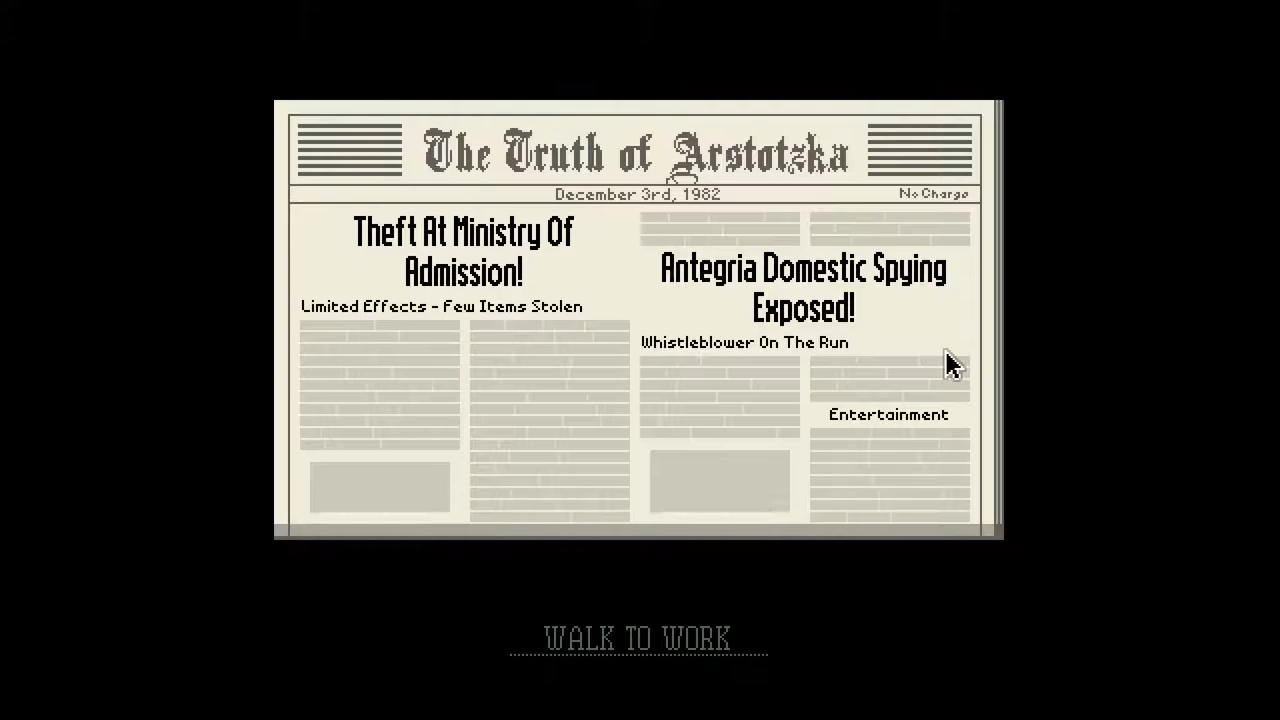 The Truth of Arstotzka
December 3rd, 1982
No Charge
Theft At Ministry Of
Admission!
Limited Effects - Few Items Stolen
Antegria Domestic Spying
Exposed!
Whistleblower On The Run
Entertainment
WALK TO WORK